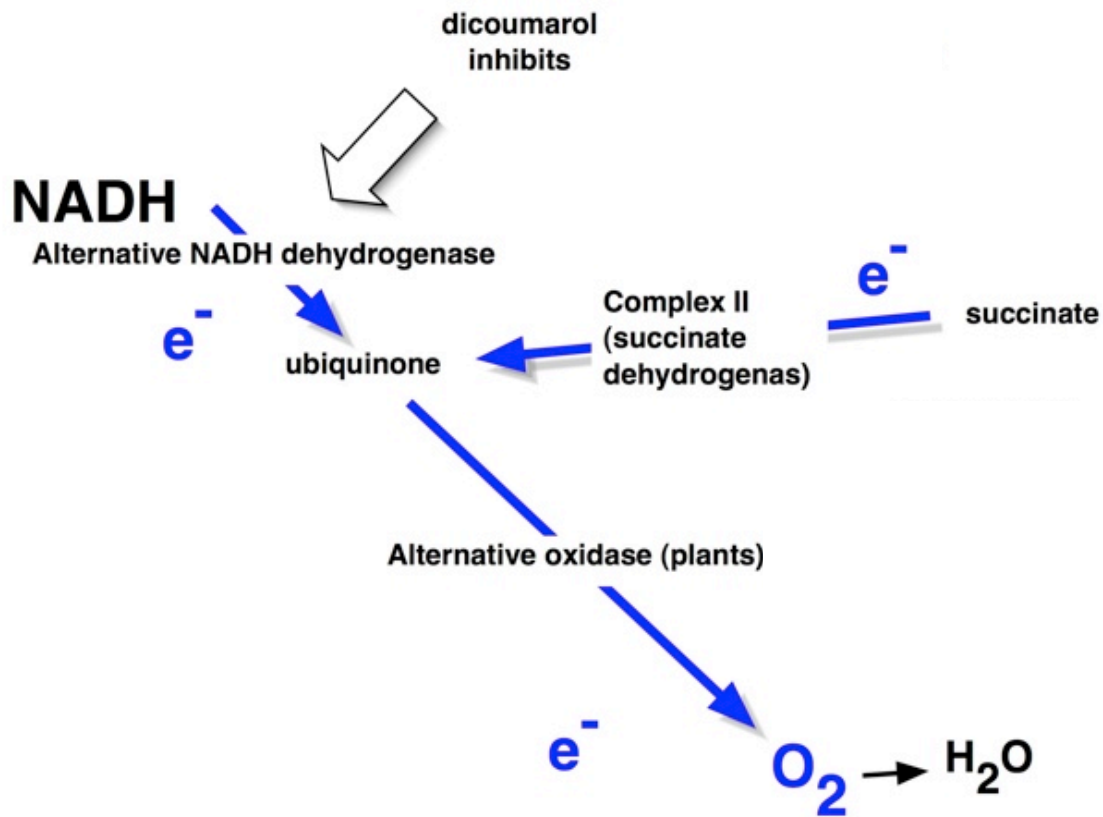 dicoumarol
inhibits
NADH
Alternative NADH dehydrogenase
e-
ubiquinone
Complex II
(succinate
dehydrogenas)
e-
succinate
Alternative oxidase (plants)
e-
O2
H2O